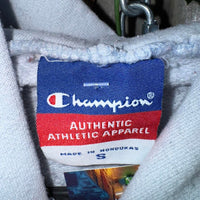 Champion
AUTHENTIC
ATHLETIC APPAREL
MADE IN HONDURAS
S